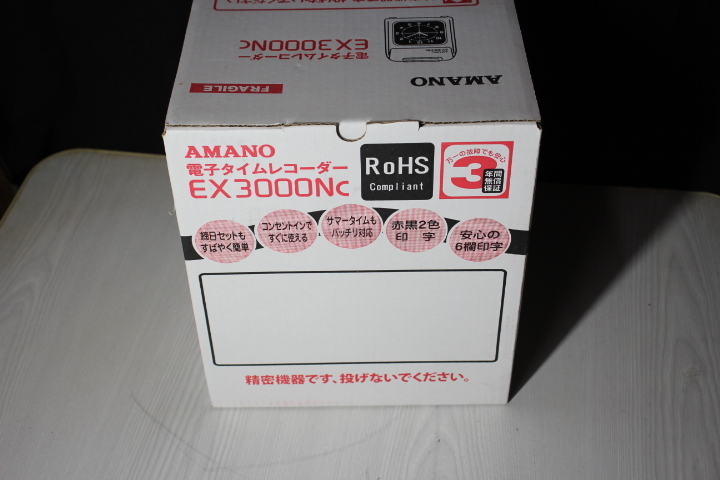 AMANO
電子タイムレコーダー
EX3000Nc
FRAGILE
AMANO
電子タイムレコーダー
EX3000Nc
RoHS
Compliant
万一の故障でも安心
3年間
無償
保証
締日セットも
すばやく簡単
コンセントインで
すぐに使える
サマータイムも
バッチリ対応
赤黒2色
印 字
安心の
6欄印字
精密機器です、投げないでください。